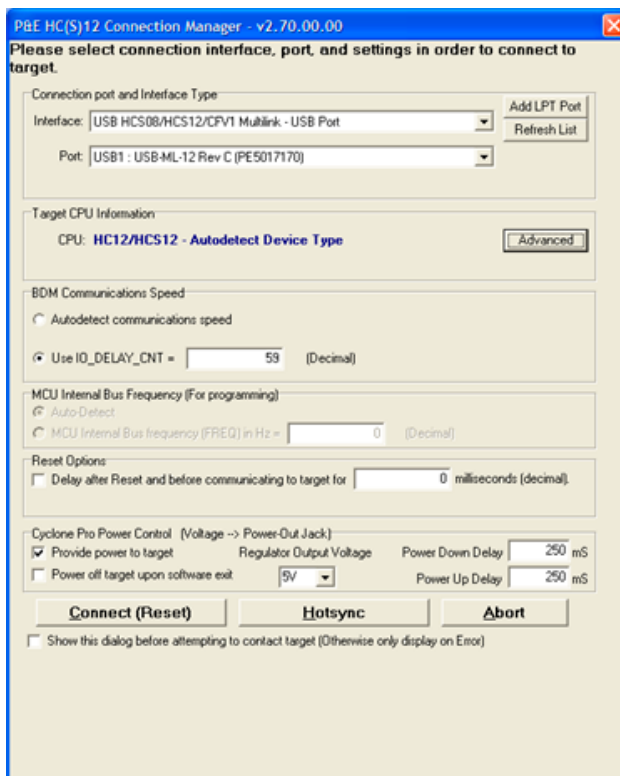 P&E HC(S)12 Connection Manager - v2.70.00.00
Please select connection interface, port, and settings in order to connect to
target.
Connection port and Interface Type
Interface: USB HCS08/HCS12/CFV1 Multilink - USB Port
Add LPT Port
Refresh List
Port: USB1 : USB-ML-12 Rev C (PE5017170)
Target CPU Information
CPU: HC12/HCS12 - Autodetect Device Type
Advanced
BDM Communications Speed
Autodetect communications speed
Use IO_DELAY_CNT = 59 (Decimal)
MCU Internal Bus Frequency (For programming)
Auto-Detect
MCU Internal Bus frequency (FREQ) in Hz = 0 (Decimal)
Reset Options
Delay after Reset and before communicating to target for 0 milliseconds (decimal).
Cyclone Pro Power Control (Voltage --> Power-Out Jack)
Provide power to target Regulator Output Voltage Power Down Delay 250 mS
Power off target upon software exit 5V Power Up Delay 250 mS
Connect (Reset) Hotsync Abort
Show this dialog before attempting to contact target (Otherwise only display on Error)